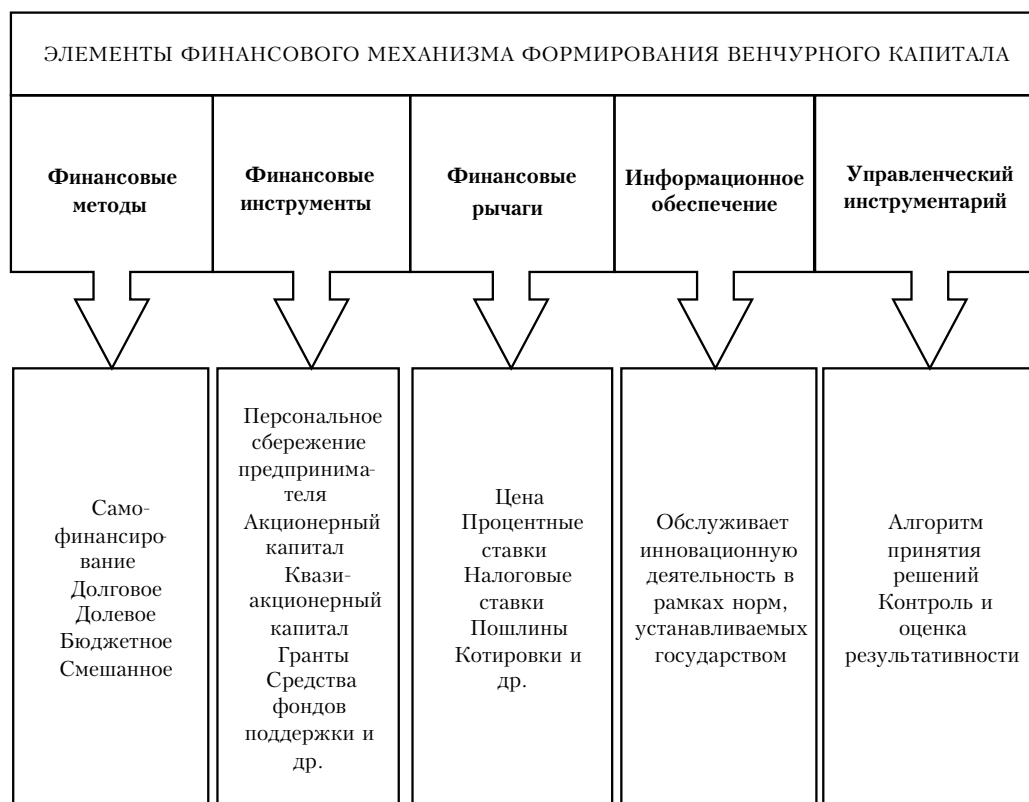 ЭЛЕМЕНТЫ ФИНАНСОВОГО МЕХАНИЗМА ФОРМИРОВАНИЯ ВЕНЧУРНОГО КАПИТАЛА
Финансовые
методы
Финансовые
инструменты
Финансовые
рычаги
Информационное
обеспечение
Управленческий
инструментарий
Само-
финансиро-
вание
Долговое
Долевое
Бюджетное
Смешанное
Персональное
сбережение
предпринима-
теля
Акционерный
капитал
Квази-
акционерный
капитал
Гранты
Средства
фондов
поддержки и
др.
Цена
Процентные
ставки
Налоговые
ставки
Пошлины
Котировки и
др.
Обслуживает
инновационную
деятельность в
рамках норм,
устанавливаемых
государством
Алгоритм
принятия
решений
Контроль и
оценка
результативности